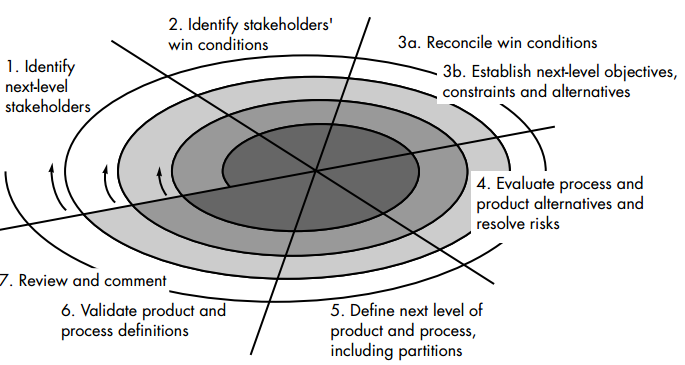 2. Identify stakeholders'
win conditions
3a. Reconcile win conditions
1. Identify
next-level
stakeholders
3b. Establish next-level objectives,
constraints and alternatives
4. Evaluate process and
product alternatives and
resolve risks
7. Review and comment
6. Validate product and
process definitions
5. Define next level of
product and process,
including partitions